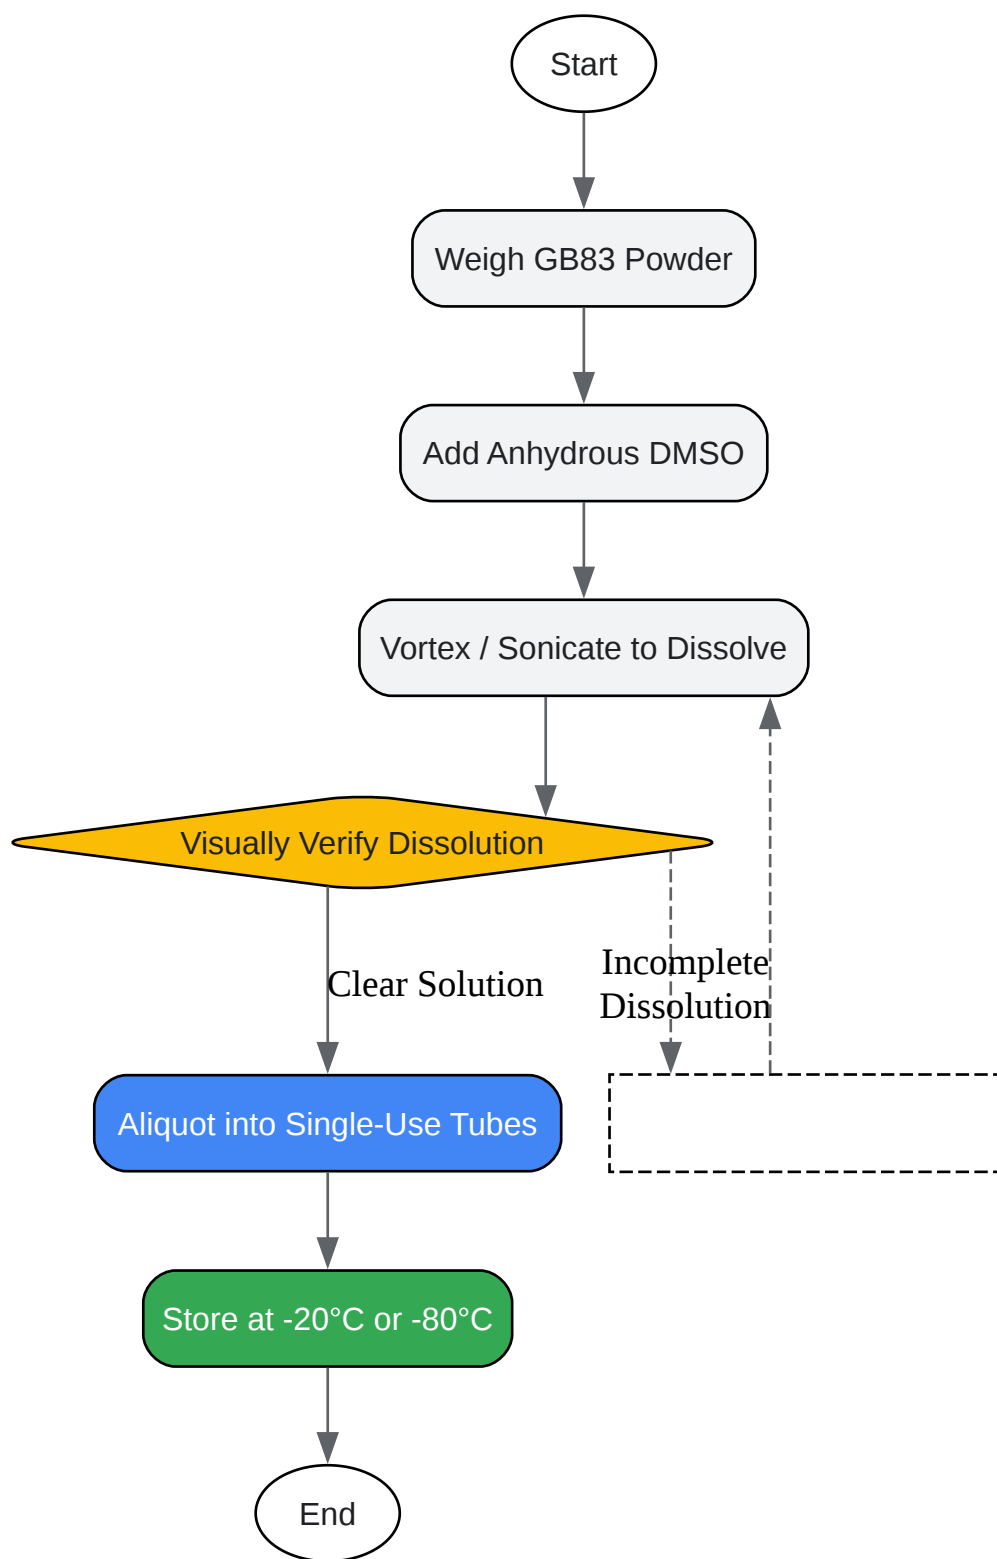 Start
Weigh GB83 Powder
Add Anhydrous DMSO
Vortex / Sonicate to Dissolve
Visually Verify Dissolution
Clear Solution
Incomplete
Dissolution
Aliquot into Single-Use Tubes
Store at -20°C or -80°C
End